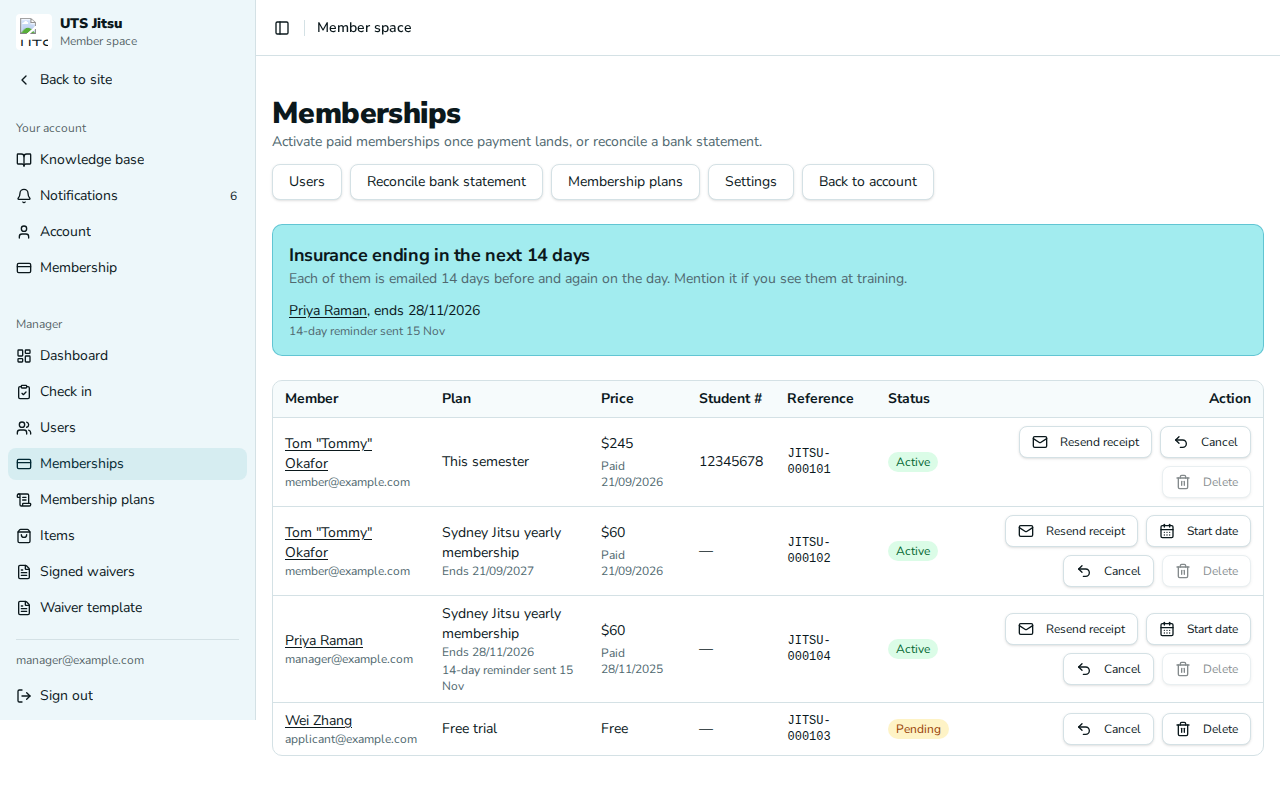 UTS Jitsu
Member space
Back to site
Your account
Knowledge base
Notifications 6
Account
Membership
Manager
Dashboard
Check in
Users
Memberships
Membership plans
Items
Signed waivers
Waiver template
manager@example.com
Sign out
Member space
Memberships
Activate paid memberships once payment lands, or reconcile a bank statement.
Users Reconcile bank statement Membership plans Settings Back to account
Insurance ending in the next 14 days
Each of them is emailed 14 days before and again on the day. Mention it if you see them at training.
Priya Raman, ends 28/11/2026
14-day reminder sent 15 Nov
Member Plan Price Student # Reference Status Action
Tom "Tommy"
Okafor
member@example.com
This semester
$245
Paid
21/09/2026
12345678
JITSU-
000101
Active
Resend receipt Cancel
Delete
Tom "Tommy"
Okafor
member@example.com
Sydney Jitsu yearly
membership
Ends 21/09/2027
$60
Paid
21/09/2026
—
JITSU-
000102
Active
Resend receipt Start date
Cancel Delete
Priya Raman
manager@example.com
Sydney Jitsu yearly
membership
Ends 28/11/2026
14-day reminder sent 15
Nov
$60
Paid
28/11/2025
—
JITSU-
000104
Active
Resend receipt Start date
Cancel Delete
Wei Zhang
applicant@example.com
Free trial
Free
—
JITSU-
000103
Pending
Cancel Delete